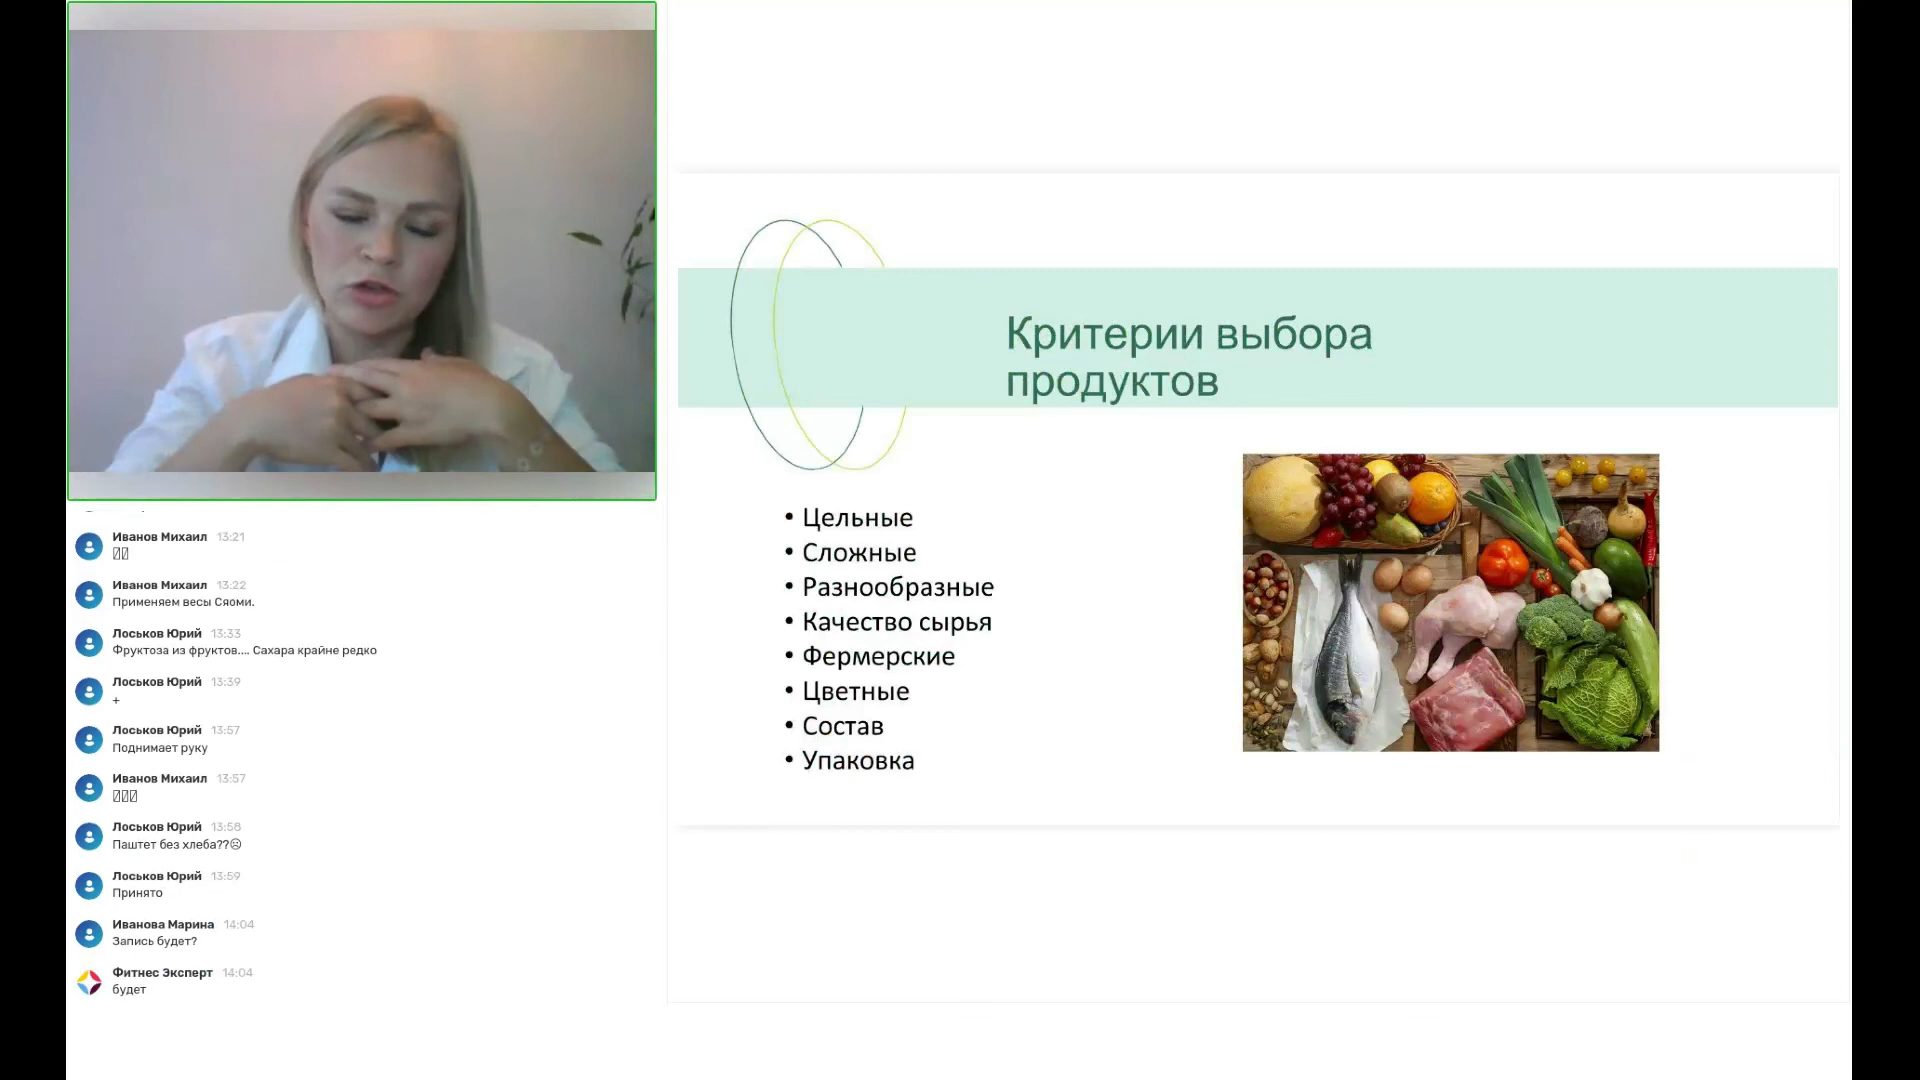 Иванов Михаил 13:21
Иванов Михаил 13:22
Применяем весы Сяоми.
Лоськов Юрий 13:33
Фруктоза из фруктов.... Сахара крайне редко
Лоськов Юрий 13:39
+
Лоськов Юрий 13:57
Поднимает руку
Иванов Михаил 13:57
Лоськов Юрий 13:58
Паштет без хлеба??☹
Лоськов Юрий 13:59
Принято
Иванова Марина 14:04
Запись будет?
Фитнес Эксперт 14:04
будет
Критерии выбора
продуктов
• Цельные
• Сложные
• Разнообразные
• Качество сырья
• Фермерские
• Цветные
• Состав
• Упаковка